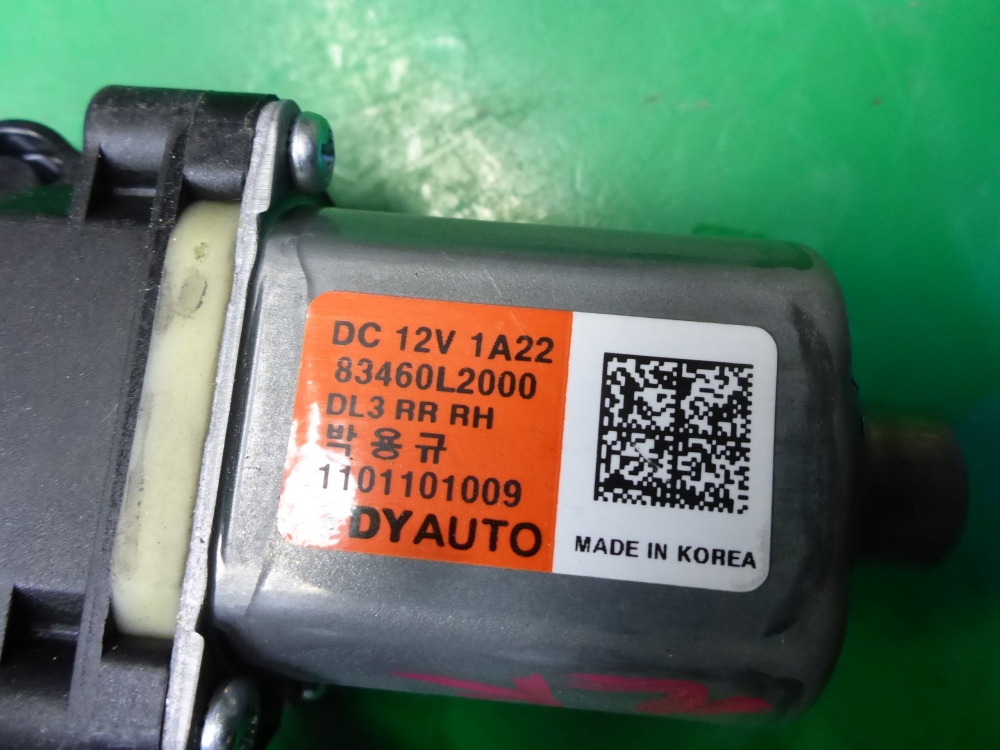 DC 12V 1A22
83460L2000
DL3 RR RH
박 용 규
1101101009
DYAUTO
MADE IN KOREA